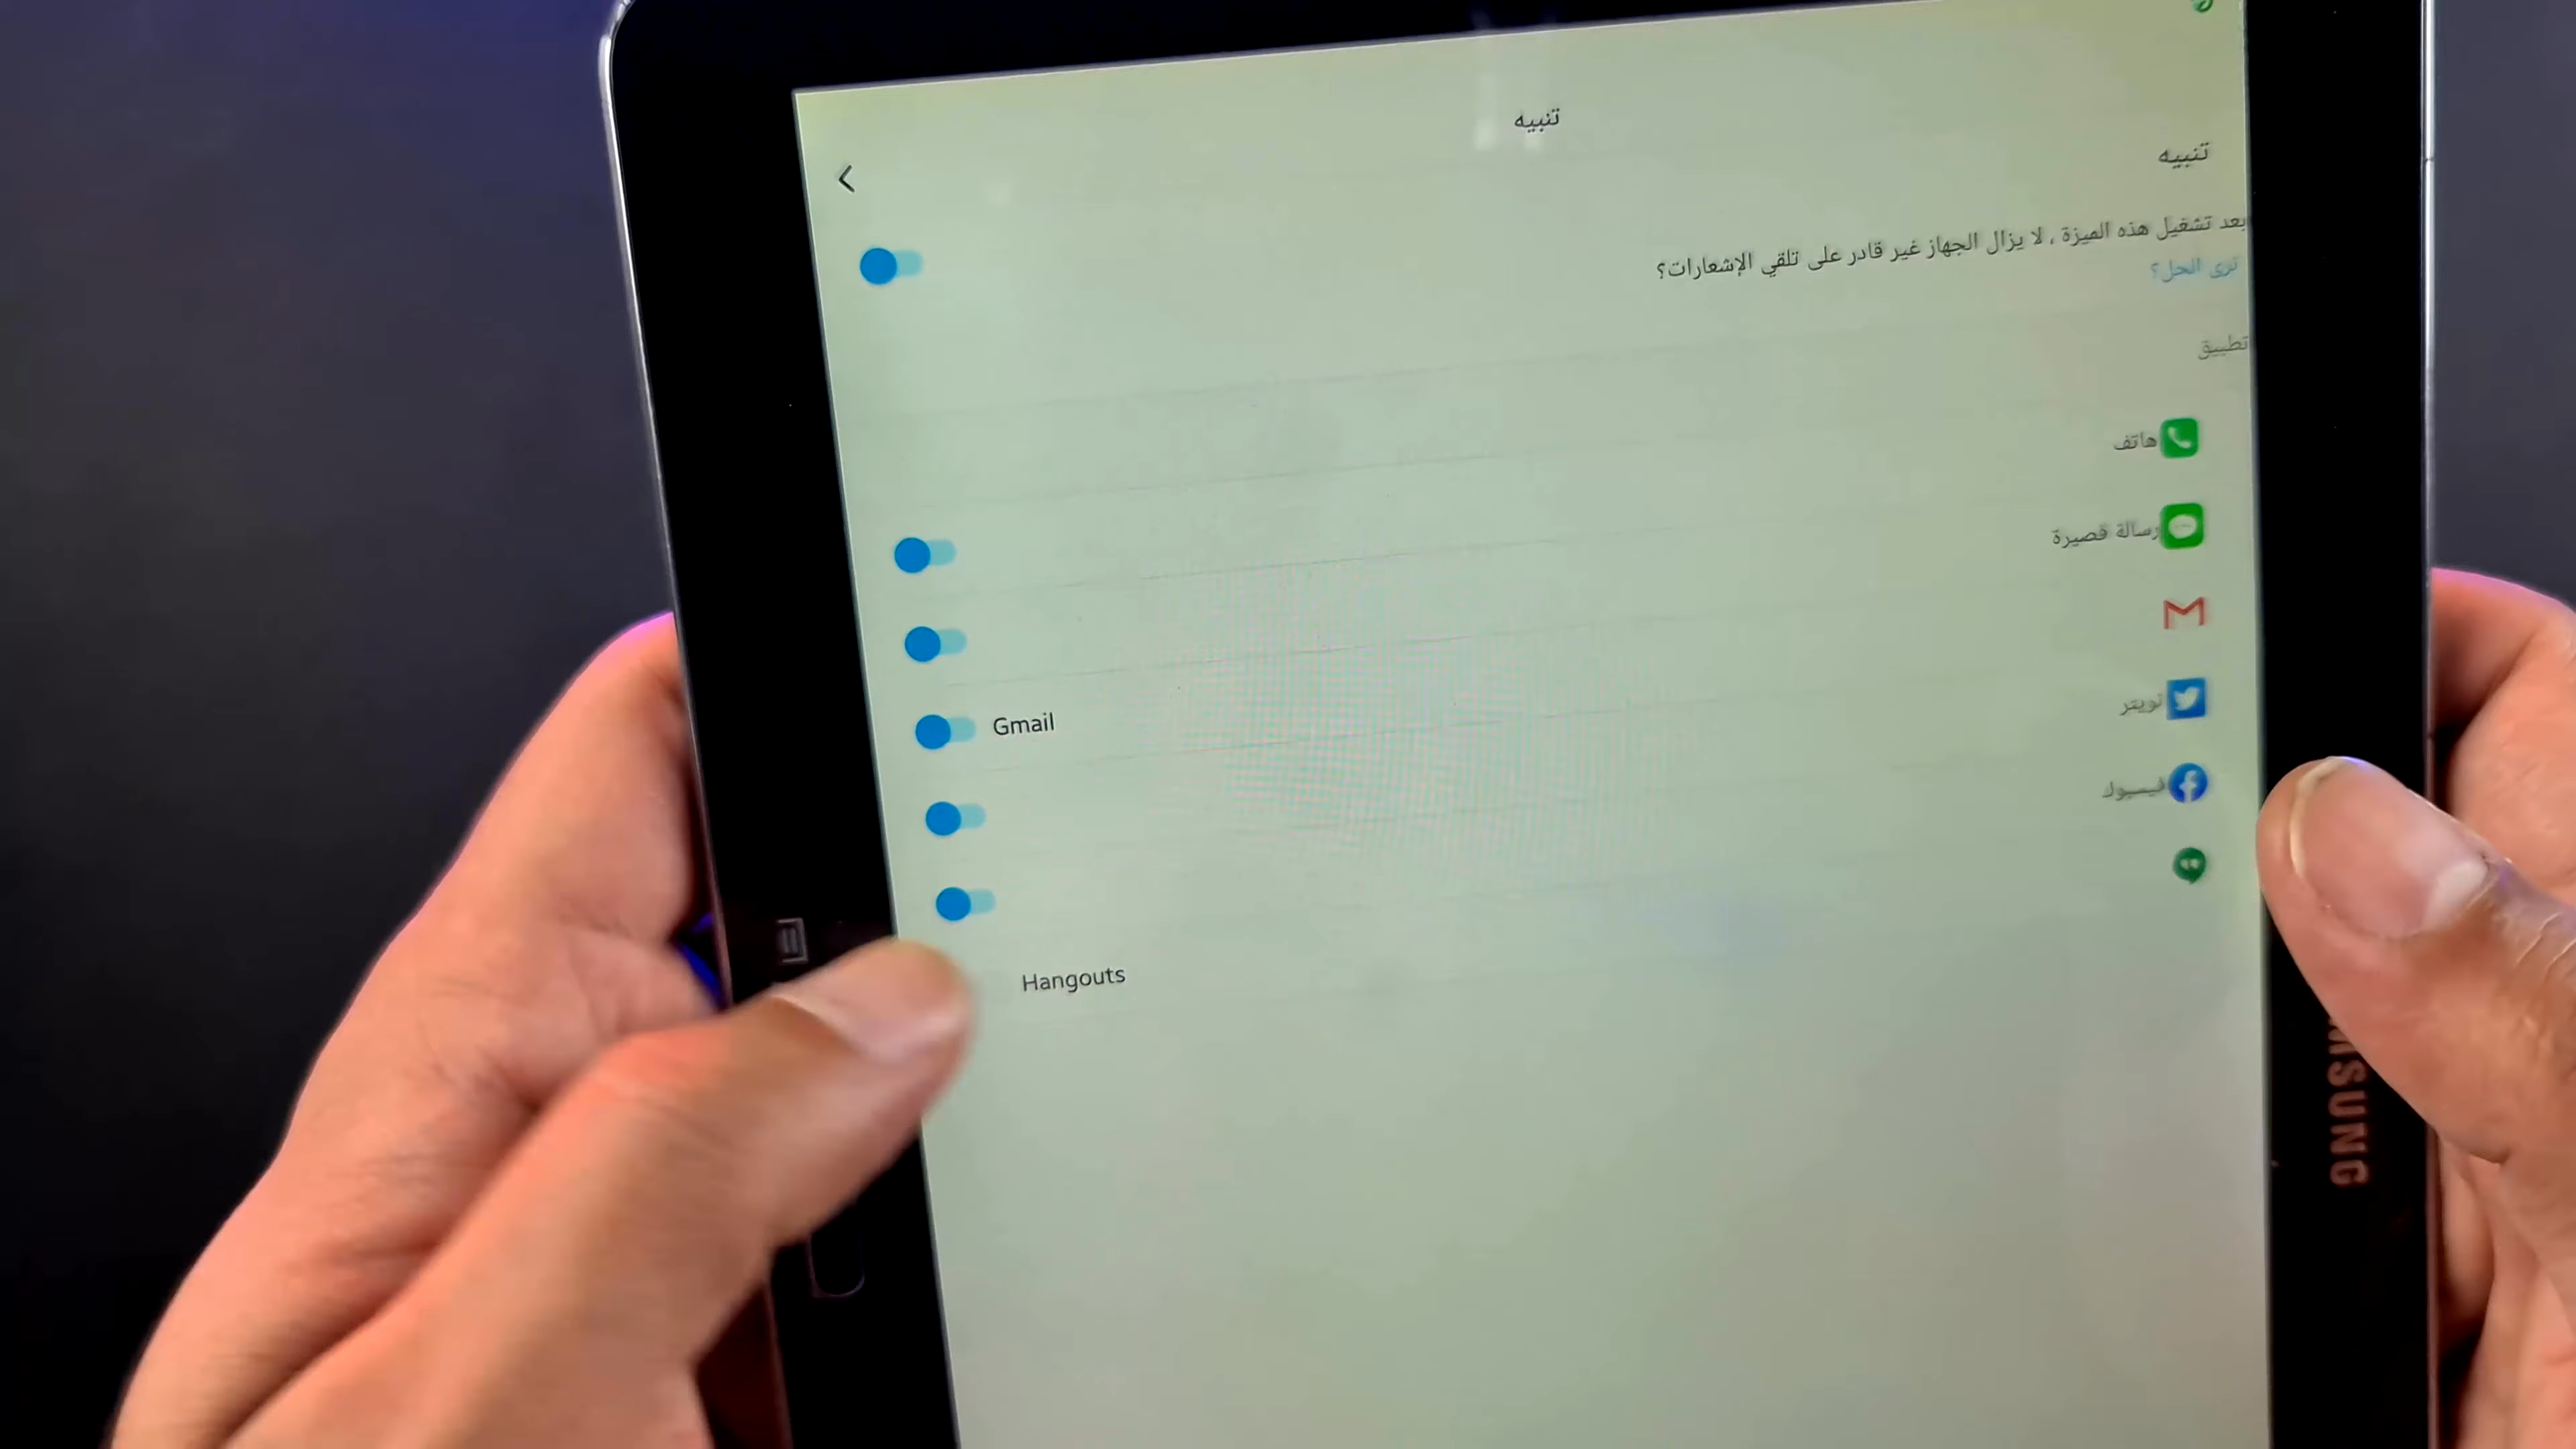 تنبيه
تنبيه
بعد تشغيل هذه الميزة ، لا يزال الجهاز غير قادر على تلقي الإشعارات؟
ترى الحل؟
تطبيق
هاتف
رسالة قصيرة
Gmail
تويتر
فيسبوك
Hangouts
MSUNG